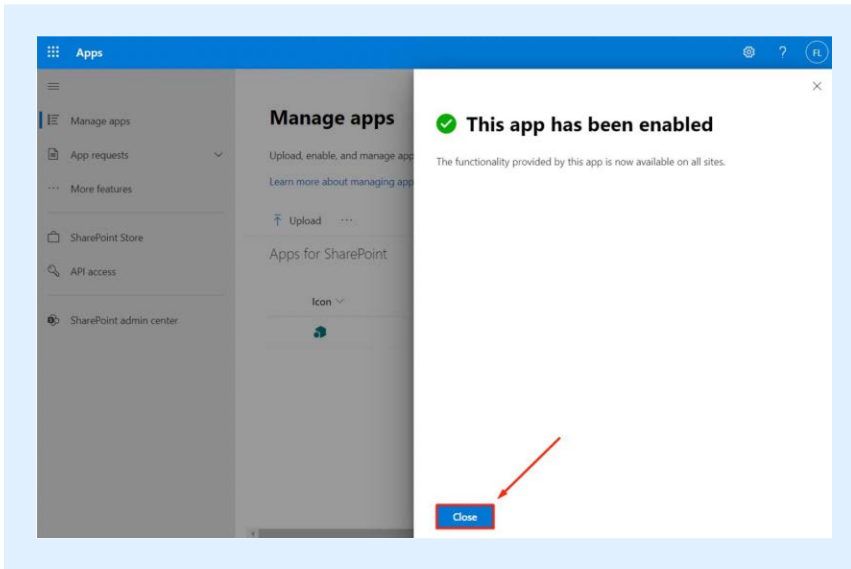 Apps
?
FL
Manage apps
App requests
More features
SharePoint Store
API access
SharePoint admin center
Manage apps
Upload, enable, and manage app
Learn more about managing app
Upload
Apps for SharePoint
Icon
This app has been enabled
The functionality provided by this app is now available on all sites.
Close